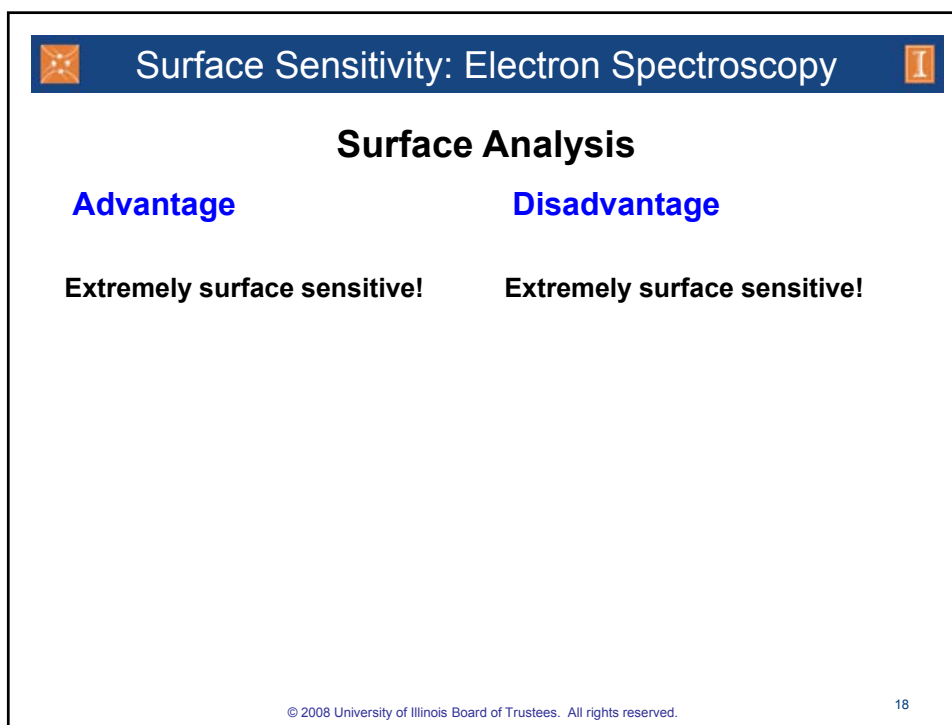 Surface Sensitivity: Electron Spectroscopy
I
Surface Analysis
Advantage
Disadvantage
Extremely surface sensitive!
Extremely surface sensitive!
© 2008 University of Illinois Board of Trustees. All rights reserved.
18